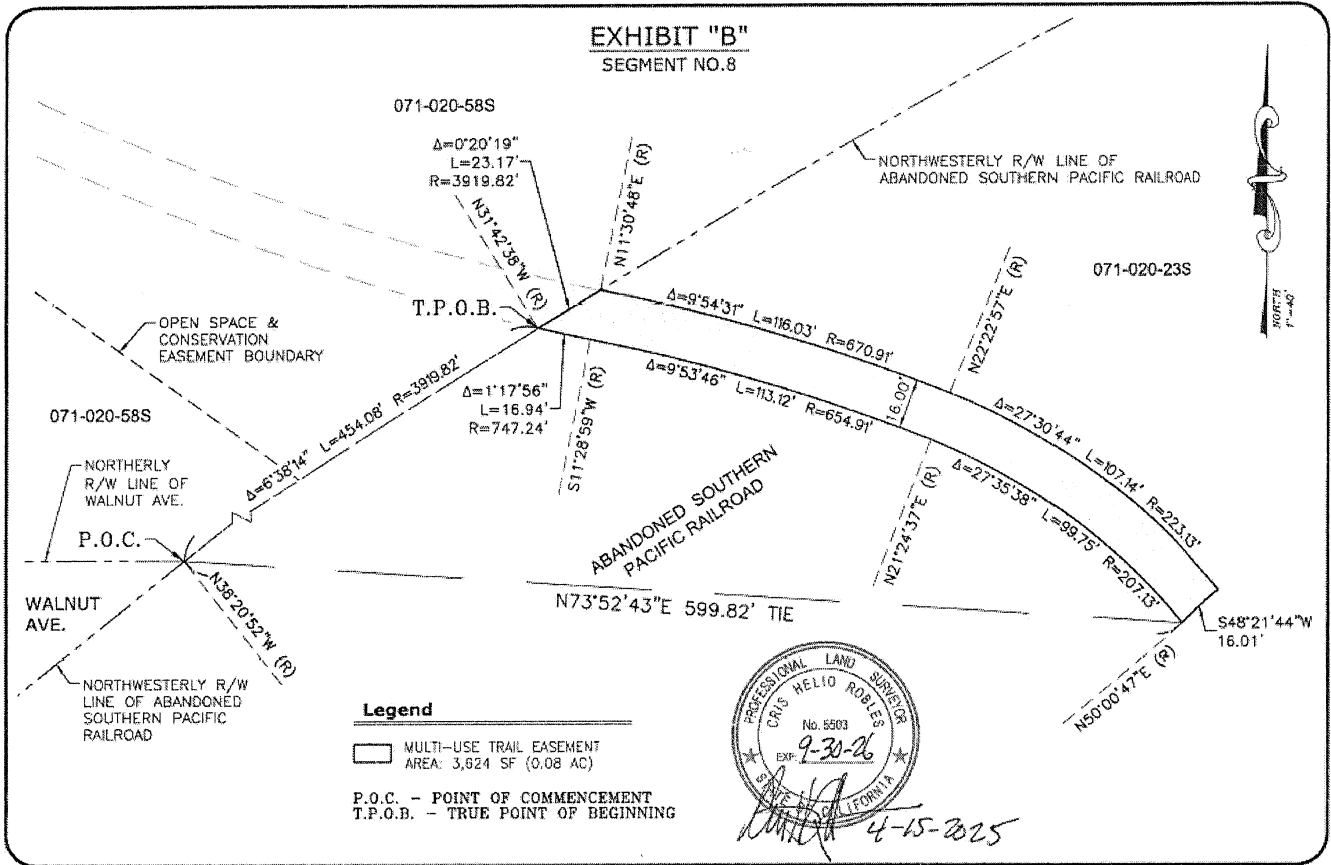 EXHIBIT "B"
SEGMENT NO.8
071-020-58S
Δ=0°20'19"
L=23.17'
R=3919.82'
N31°42'38"W (R)
N11°30'48"E (R)
NORTHWESTERLY R/W LINE OF
ABANDONED SOUTHERN PACIFIC RAILROAD
NORTH
1"=40'
071-020-23S
T.P.O.B.
Δ=9°54'31" L=116.03' R=670.91'
N22°22'57"E (R)
OPEN SPACE &
CONSERVATION
EASEMENT BOUNDARY
Δ=1°17'56"
L=16.94'
R=747.24'
S11°28'59"W (R)
Δ=9°53'46" L=113.12' R=654.91'
16.00'
Δ=27°30'44" L=107.14' R=223.13'
071-020-58S
Δ=6°38'14" L=454.08' R=3919.82'
NORTHERLY
R/W LINE OF
WALNUT AVE.
P.O.C.
ABANDONED SOUTHERN
PACIFIC RAILROAD
N21°24'37"E (R)
Δ=27°35'38" L=99.75' R=207.13'
WALNUT
AVE.
N38°20'52"W (R)
N73°52'43"E 599.82' TIE
S48°21'44"W
16.01'
N50°00'47"E (R)
NORTHWESTERLY R/W
LINE OF ABANDONED
SOUTHERN PACIFIC
RAILROAD
Legend
MULTI-USE TRAIL EASEMENT
AREA: 3,624 SF (0.08 AC)
P.O.C. - POINT OF COMMENCEMENT
T.P.O.B. - TRUE POINT OF BEGINNING
PROFESSIONAL LAND SURVEYOR
CRIS HELIO ROBLES
No. 5503
EXP. 9-30-26
STATE OF CALIFORNIA
4-15-2025